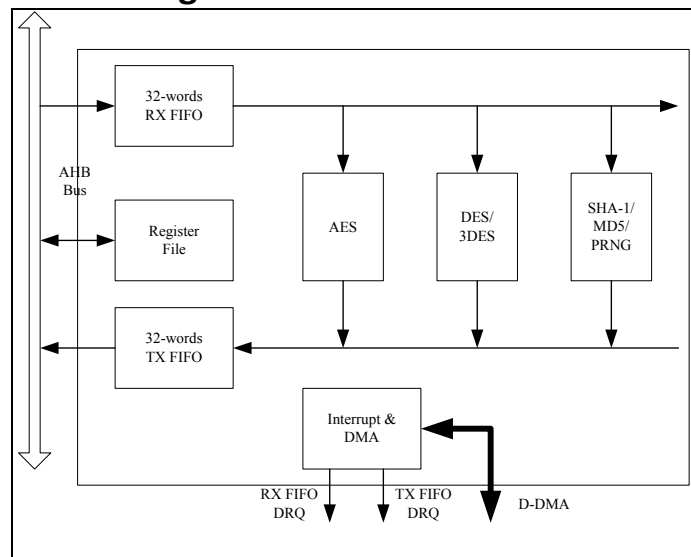 32-words
RX FIFO
AHB
Bus
Register
File
AES
DES/
3DES
SHA-1/
MD5/
PRNG
32-words
TX FIFO
Interrupt &
DMA
RX FIFO
DRQ
TX FIFO
DRQ
D-DMA